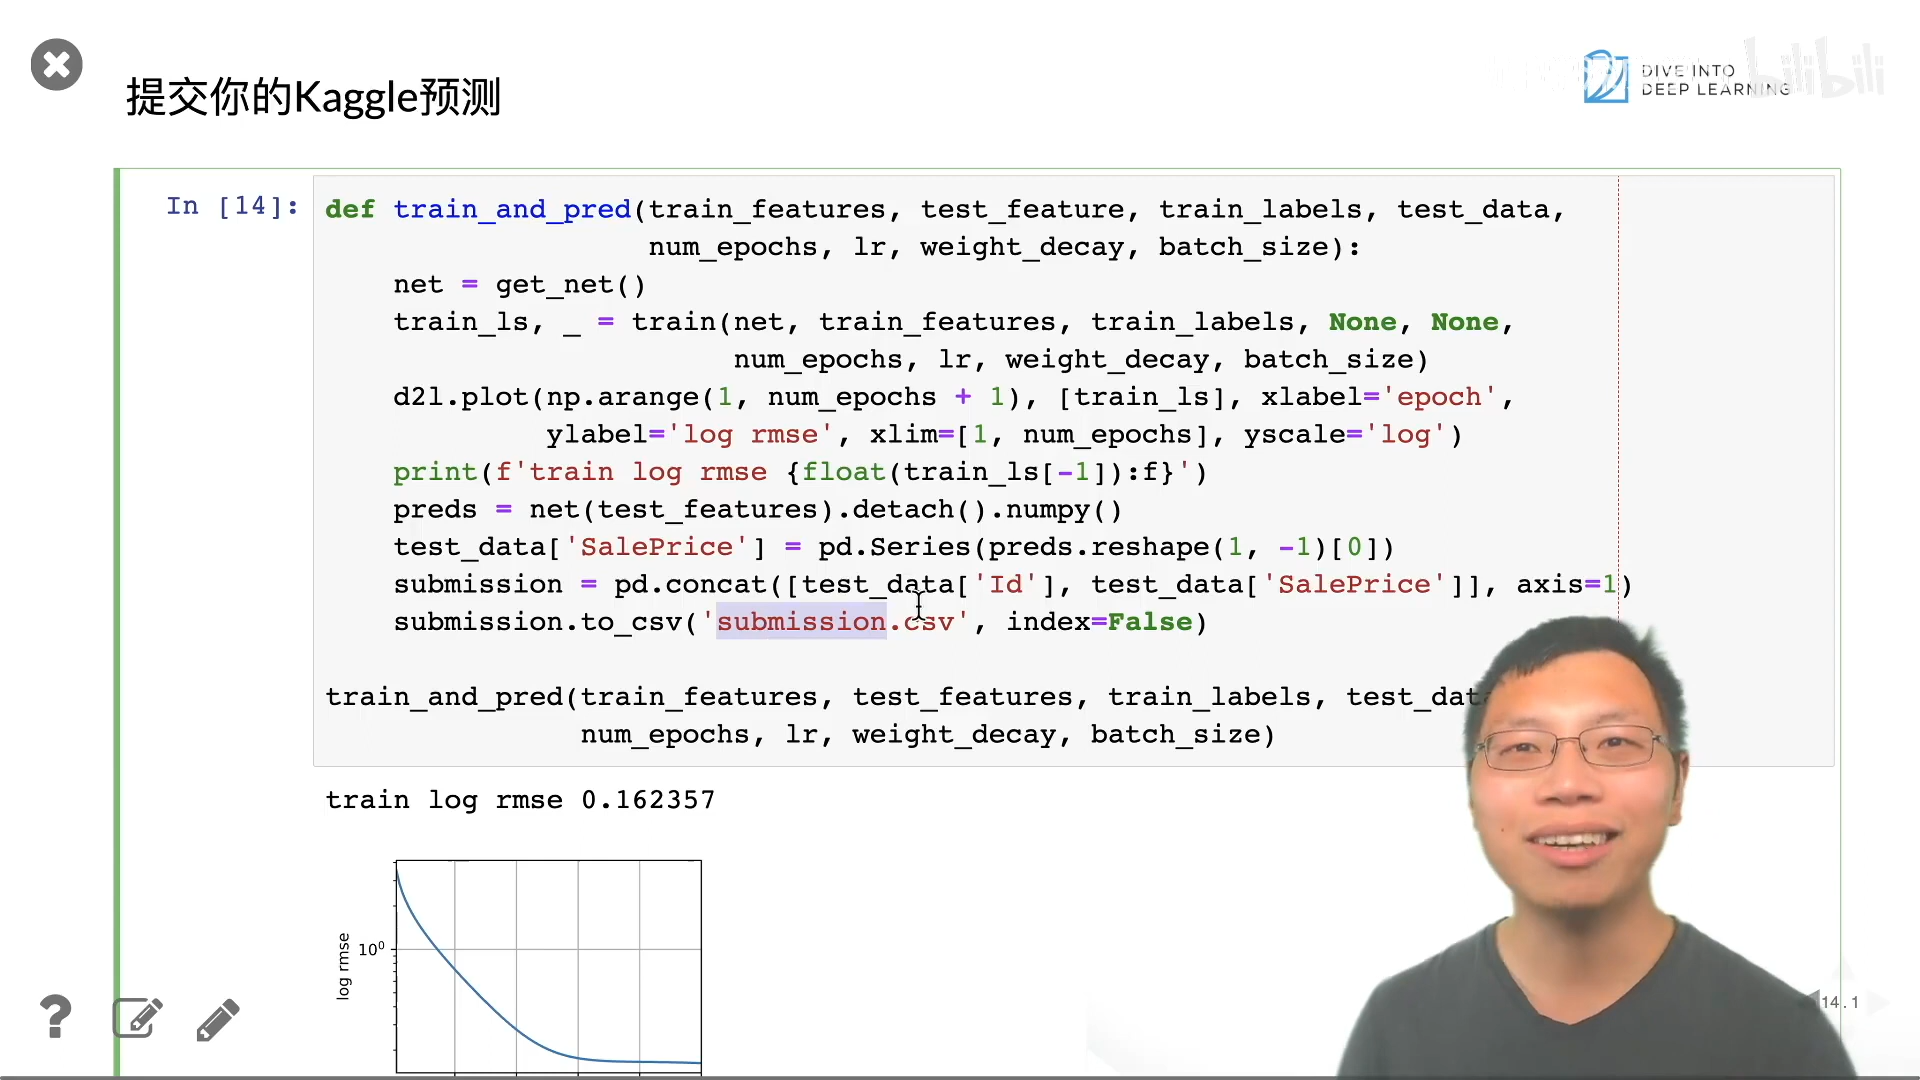 提交你的Kaggle预测
DIVE INTO
DEEP LEARNING
bilibili
In [14]:
def train_and_pred(train_features, test_feature, train_labels, test_data,
num_epochs, lr, weight_decay, batch_size):
net = get_net()
train_ls, _ = train(net, train_features, train_labels, None, None,
num_epochs, lr, weight_decay, batch_size)
d2l.plot(np.arange(1, num_epochs + 1), [train_ls], xlabel='epoch',
ylabel='log rmse', xlim=[1, num_epochs], yscale='log')
print(f'train log rmse {float(train_ls[-1]):f}')
preds = net(test_features).detach().numpy()
test_data['SalePrice'] = pd.Series(preds.reshape(1, -1)[0])
submission = pd.concat([test_data['Id'], test_data['SalePrice']], axis=1)
submission.to_csv('submission.csv', index=False)
train_and_pred(train_features, test_features, train_labels, test_data
num_epochs, lr, weight_decay, batch_size)
train log rmse 0.162357
log rmse
10⁰
?
14.1